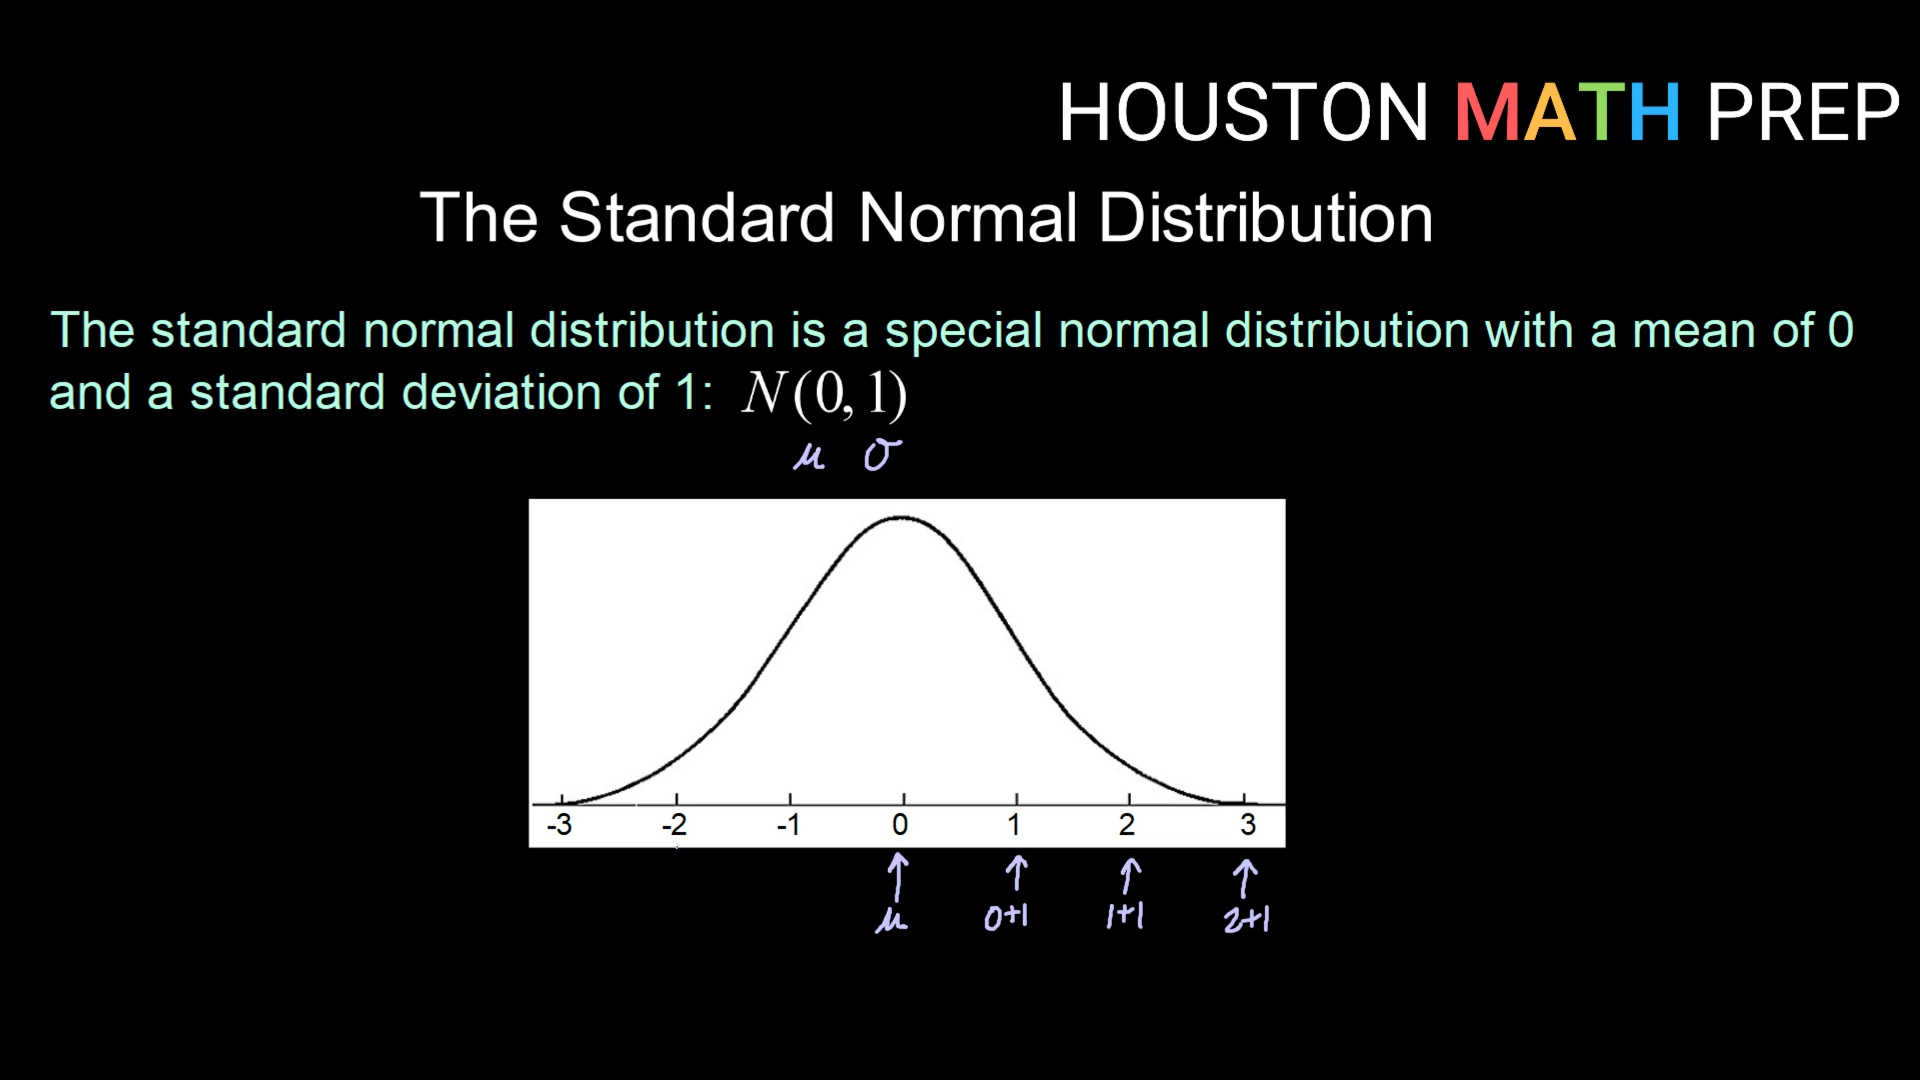 HOUSTON MATH PREP
The Standard Normal Distribution
The standard normal distribution is a special normal distribution with a mean of 0
and a standard deviation of 1: N(0, 1)
μ σ
-3 -2 -1 0 1 2 3
μ 0+1 1+1 2+1